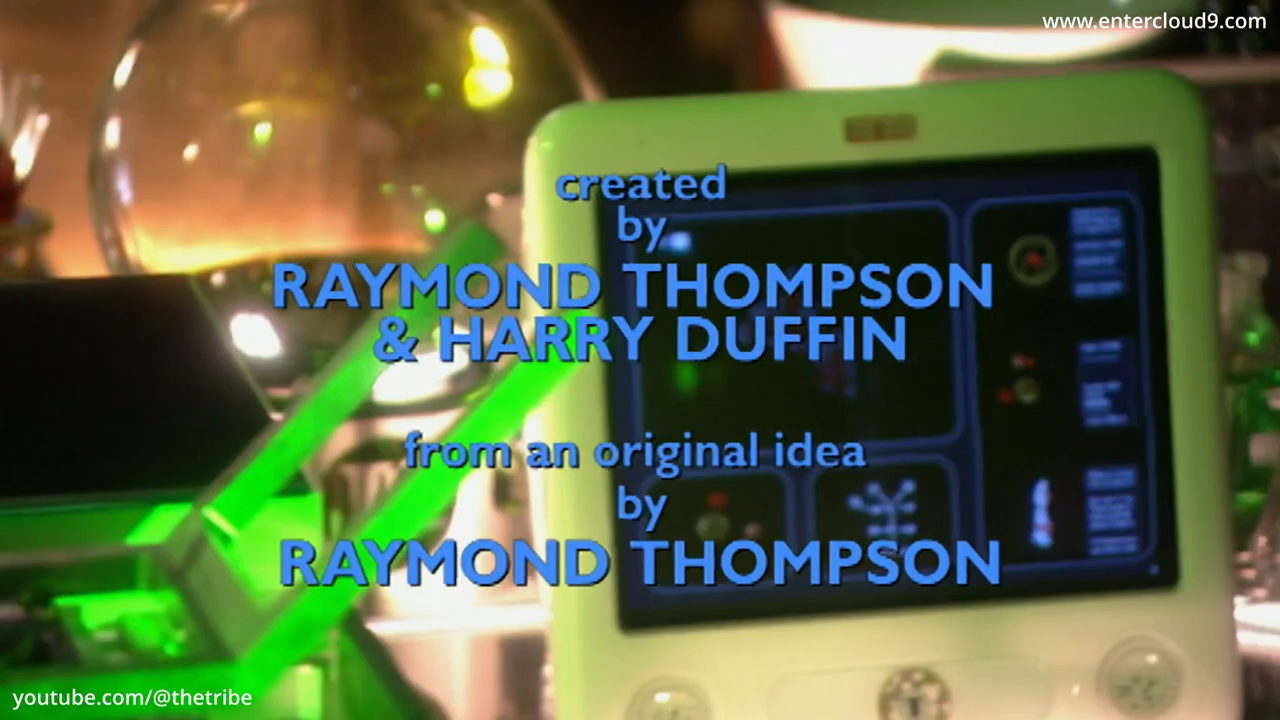 www.entercloud9.com
created
by
RAYMOND THOMPSON
& HARRY DUFFIN
from an original idea
by
RAYMOND THOMPSON
youtube.com/@thetribe